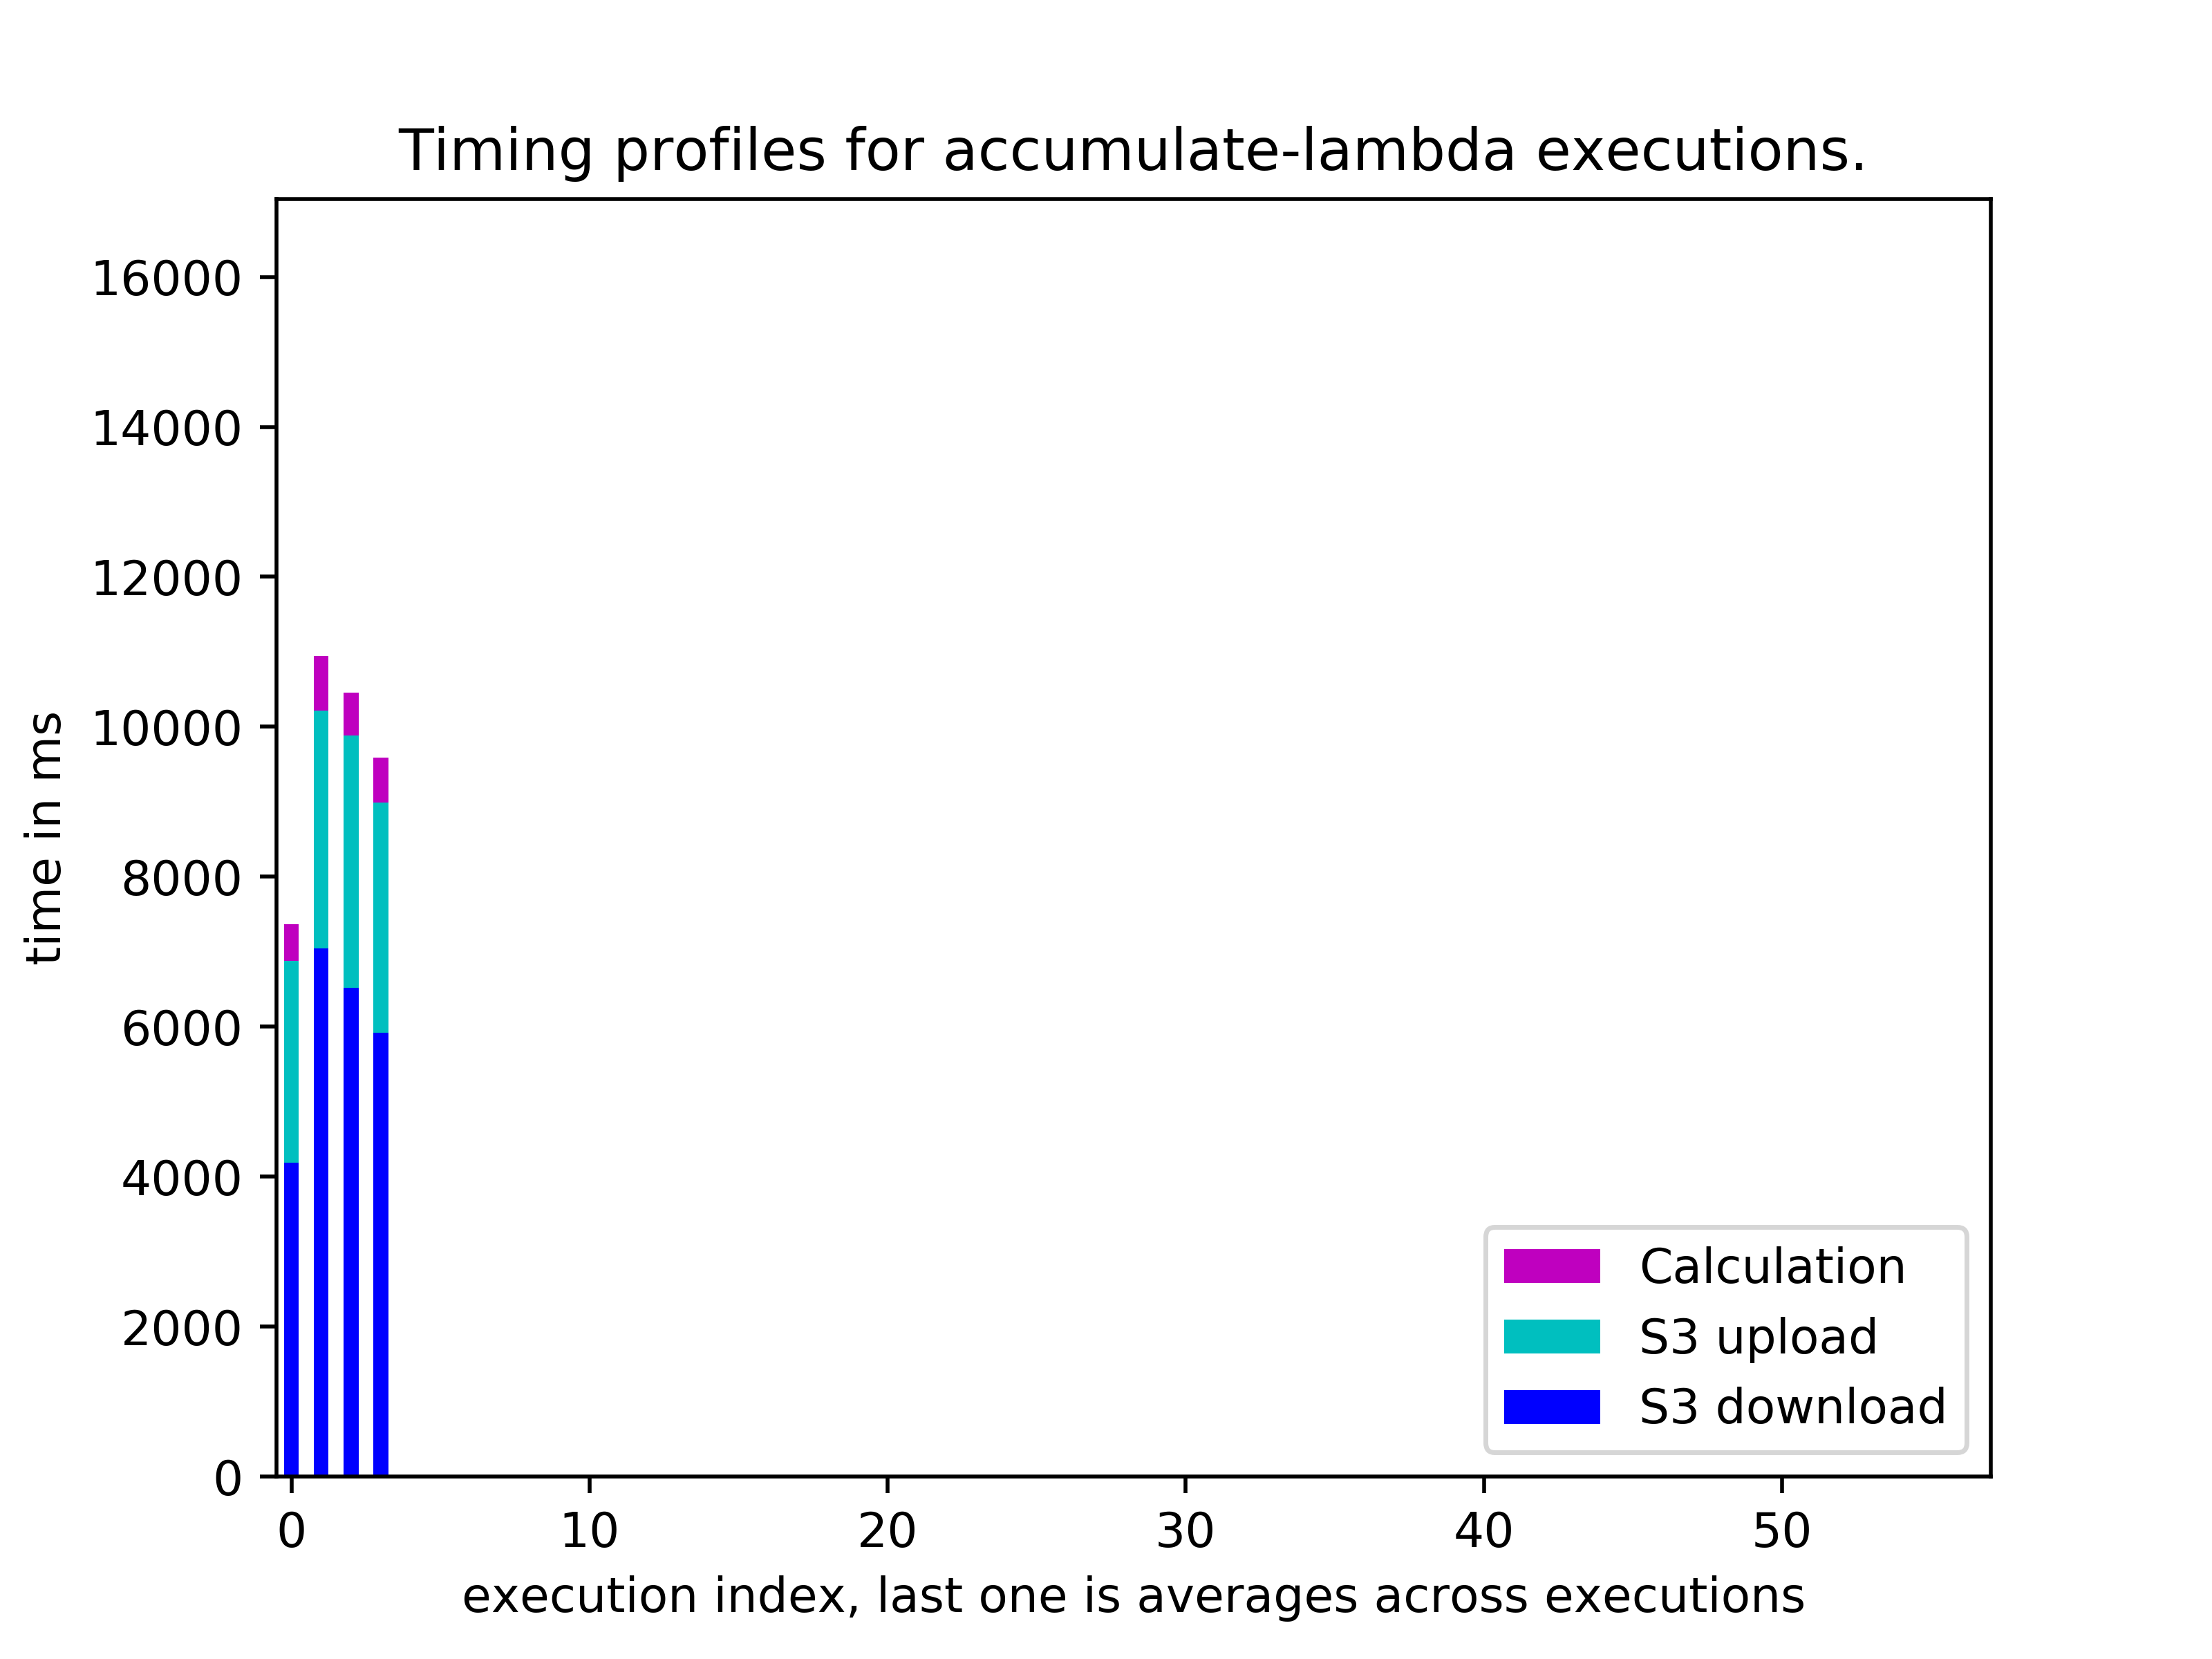 Timing profiles for accumulate-lambda executions.
16000
14000
12000
10000
8000
6000
4000
2000
0
time in ms
Calculation
S3 upload
S3 download
0 10 20 30 40 50
execution index, last one is averages across executions